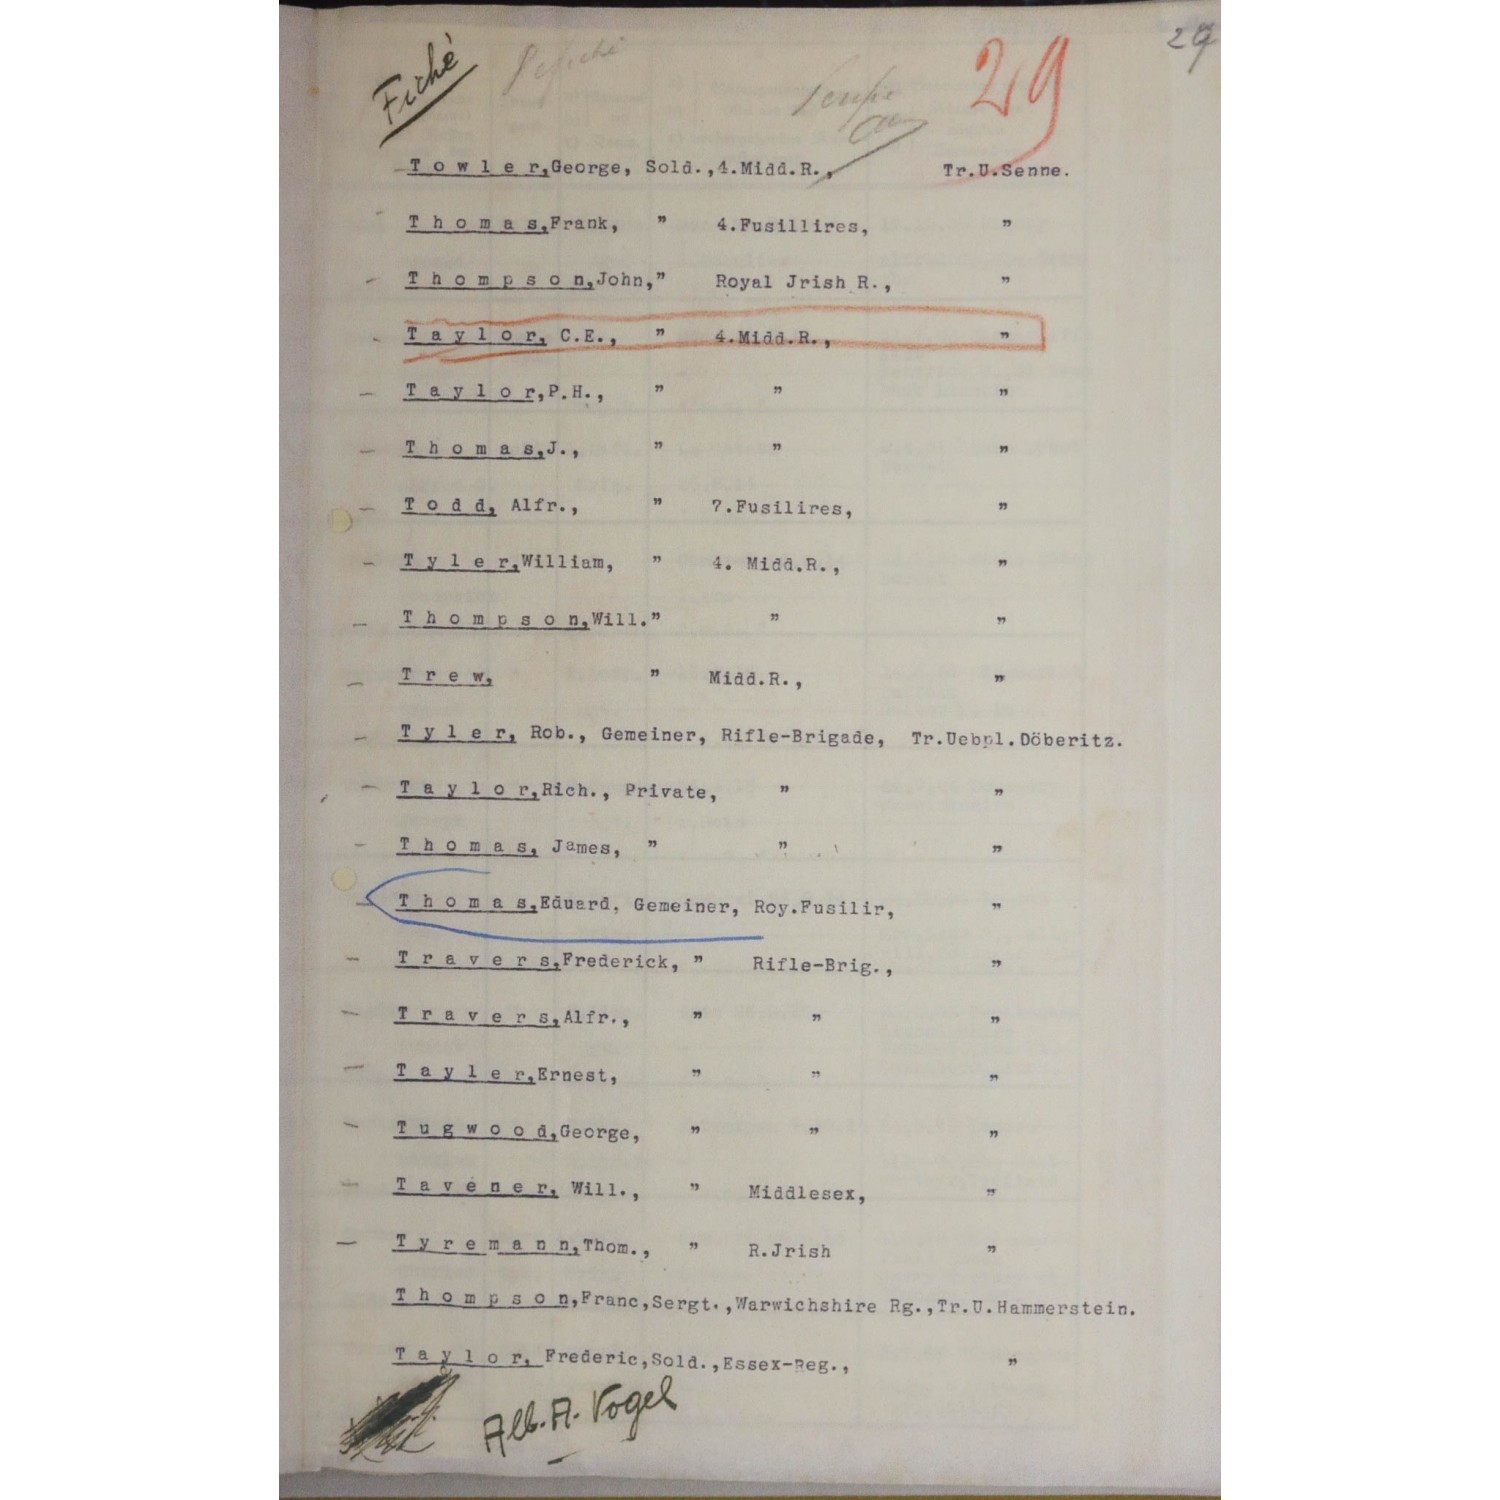 Fiché
29
29
Towler, George, Sold., 4.Midd.R., Tr.U.Senne.
Thomas, Frank, " 4.Fusillires, "
Thompson, John, " Royal Jrish R., "
Taylor, C.E., " 4.Midd.R., "
Taylor, P.H., " " "
Thomas, J., " " "
Todd, Alfr., " 7.Fusilires, "
Tyler, William, " 4. Midd.R., "
Thompson, Will. " " "
Trew, " Midd.R., "
Tyler, Rob., Gemeiner, Rifle-Brigade, Tr.Uebpl.Döberitz.
Taylor, Rich., Private, " "
Thomas, James, " " "
Thomas, Eduard, Gemeiner, Roy.Fusilir, "
Travers, Frederick, " Rifle-Brig., "
Travers, Alfr., " " "
Tayler, Ernest, " " "
Tugwood, George, " " "
Tavener, Will., " Middlesex, "
Tyremann, Thom., " R.Jrish "
Thompson, Franc, Sergt., Warwichshire Rg., Tr.U.Hammerstein.
Taylor, Frederic, Sold., Essex-Reg., "
Alb. A. Vogel